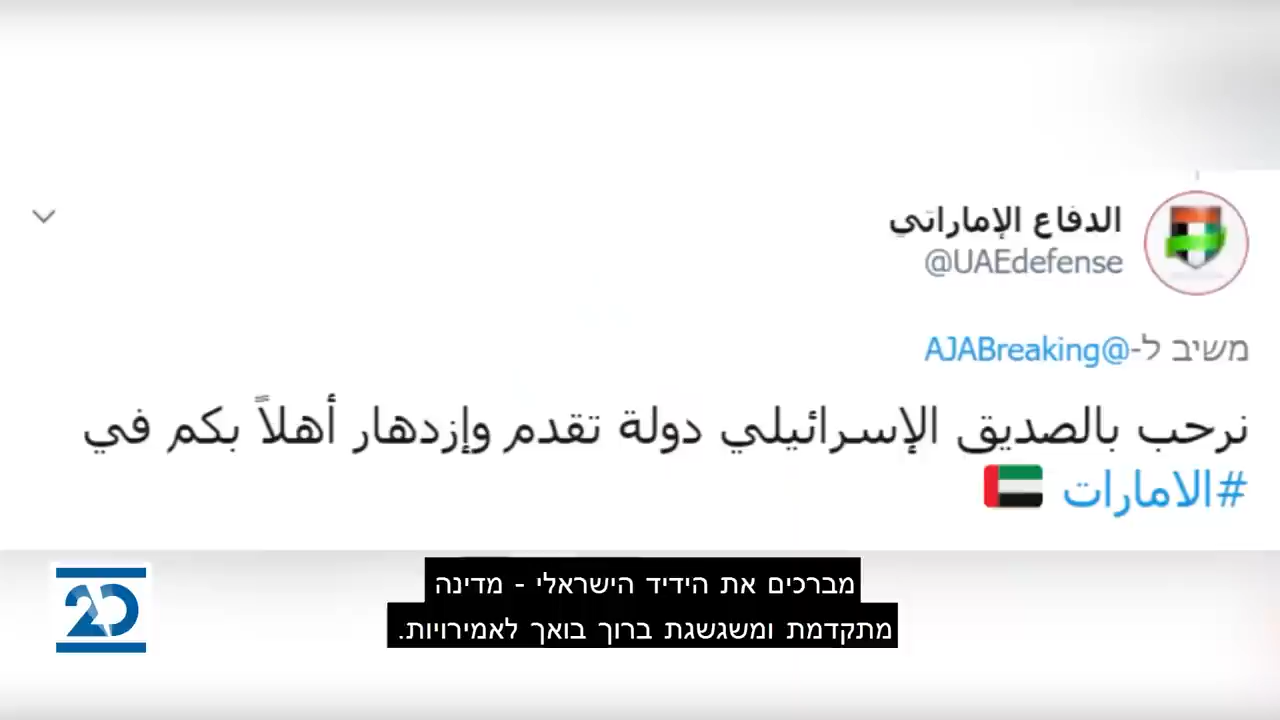 الدفاع الإماراتي
@UAEdefense
משיב ל-@AJABreaking
نرحب بالصديق الإسرائيلي دولة تقدم وإزدهار أهلاً بكم في
#الامارات
20
מברכים את הידיד הישראלי - מדינה
מתקדמת ומשגשגת ברוך בואך לאמירויות.